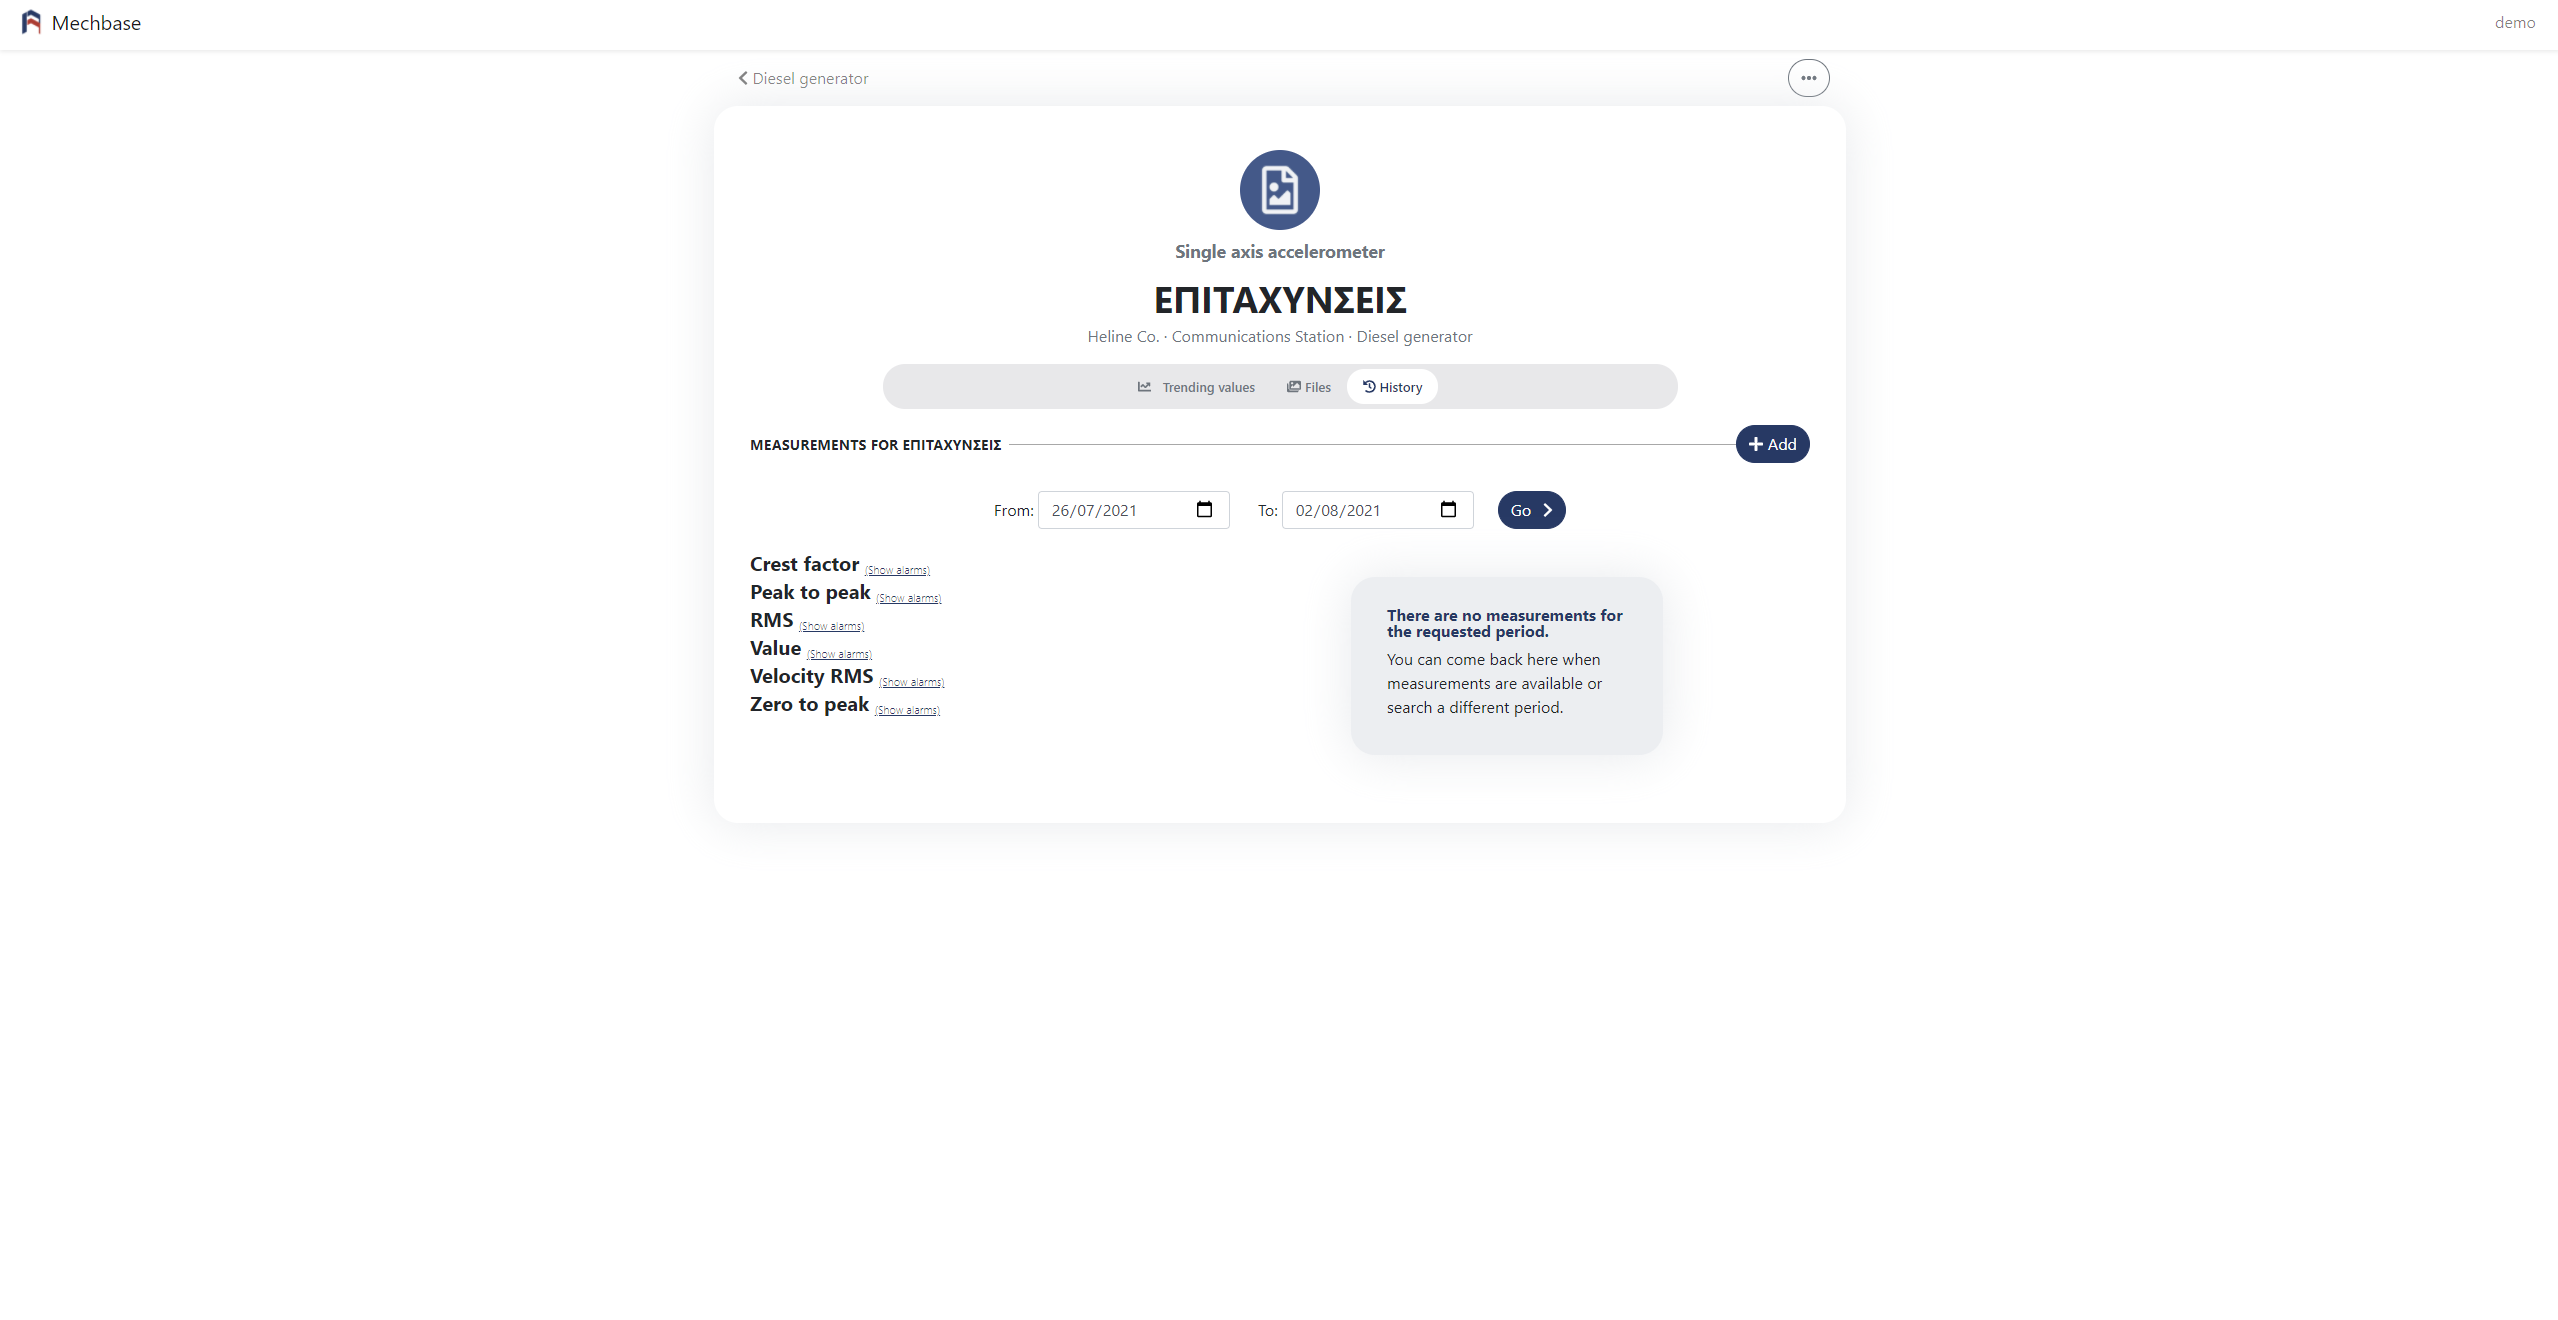 Mechbase
demo
Diesel generator
Single axis accelerometer
ΕΠΙΤΑΧΥΝΣΕΙΣ
Heline Co. · Communications Station · Diesel generator
Trending values
Files
History
MEASUREMENTS FOR ΕΠΙΤΑΧΥΝΣΕΙΣ
Add
From: 26/07/2021
To: 02/08/2021
Go
Crest factor (Show alarms)
Peak to peak (Show alarms)
RMS (Show alarms)
Value (Show alarms)
Velocity RMS (Show alarms)
Zero to peak (Show alarms)
There are no measurements for
the requested period.
You can come back here when
measurements are available or
search a different period.